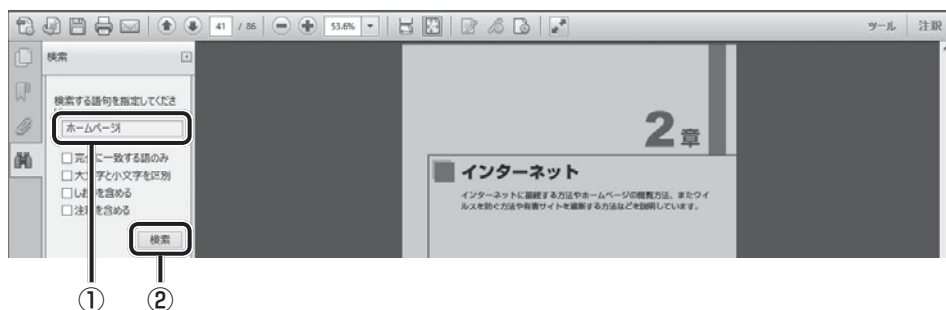 41 / 86 53.6% ツール 注釈
検索
検索する語句を指定してくださ
ホームページ
完全に一致する語のみ
大文字と小文字を区別
しおりを含める
注釈を含める
検索
① ②
2章
インターネット
インターネットに接続する方法やホームページの閲覧方法、またウイ
ルスを防ぐ方法や有害サイトを遮断する方法などを説明しています。